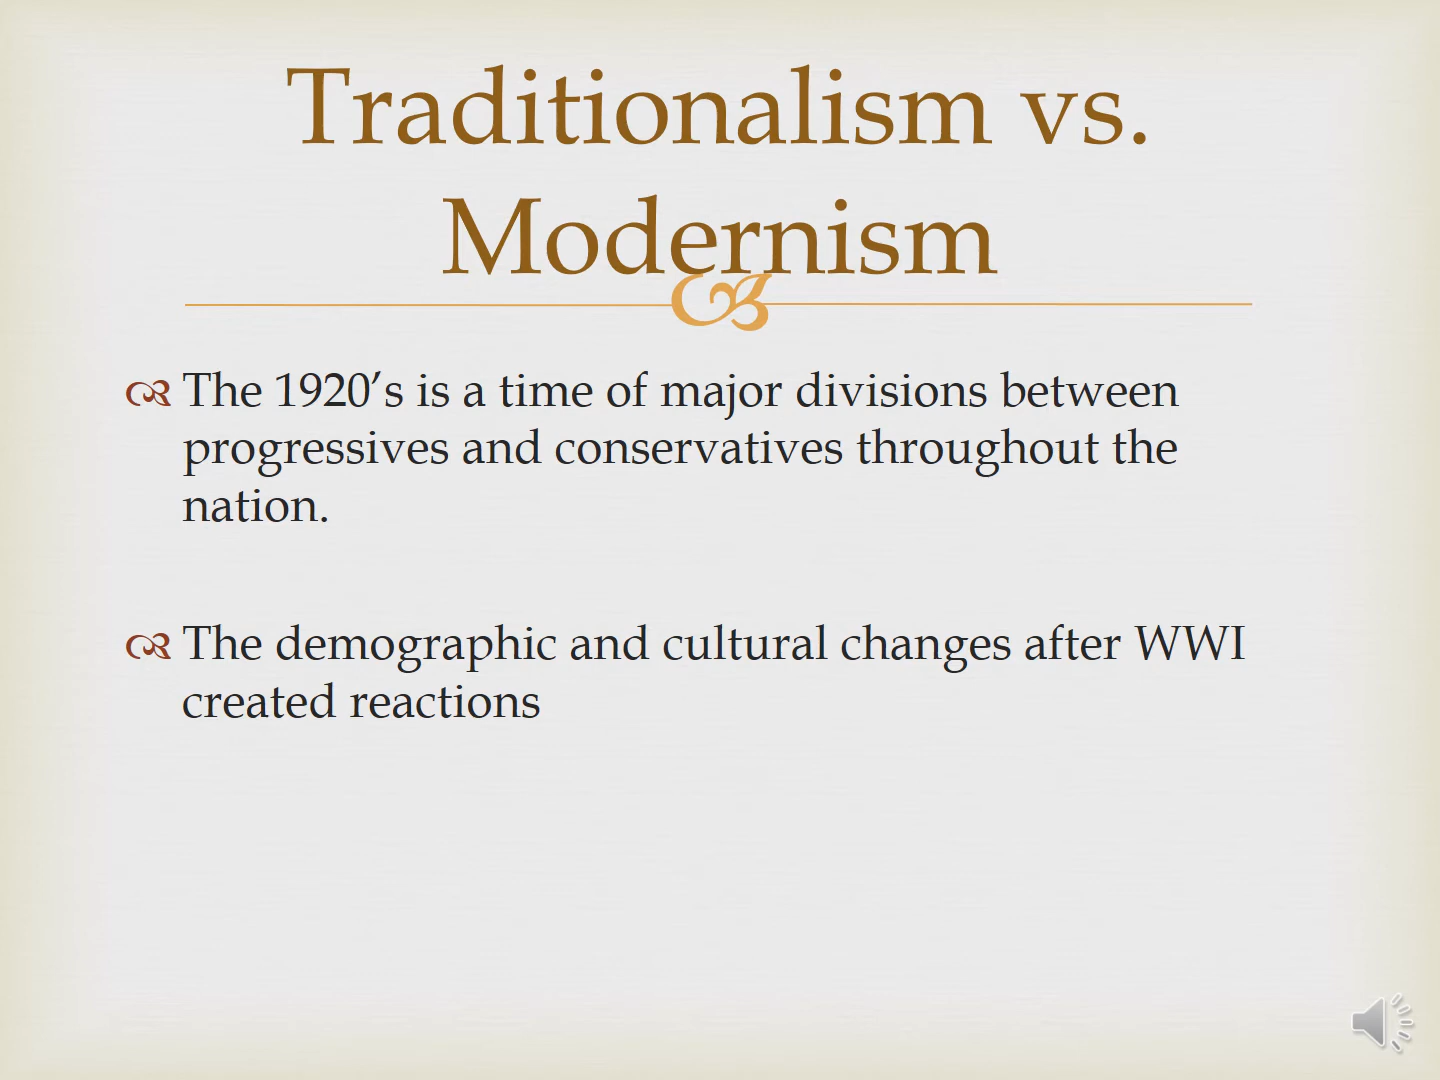 Traditionalism vs.
Modernism
The 1920’s is a time of major divisions between
progressives and conservatives throughout the
nation.
The demographic and cultural changes after WWI
created reactions